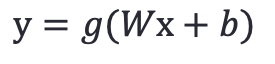 y = g(Wx + b)